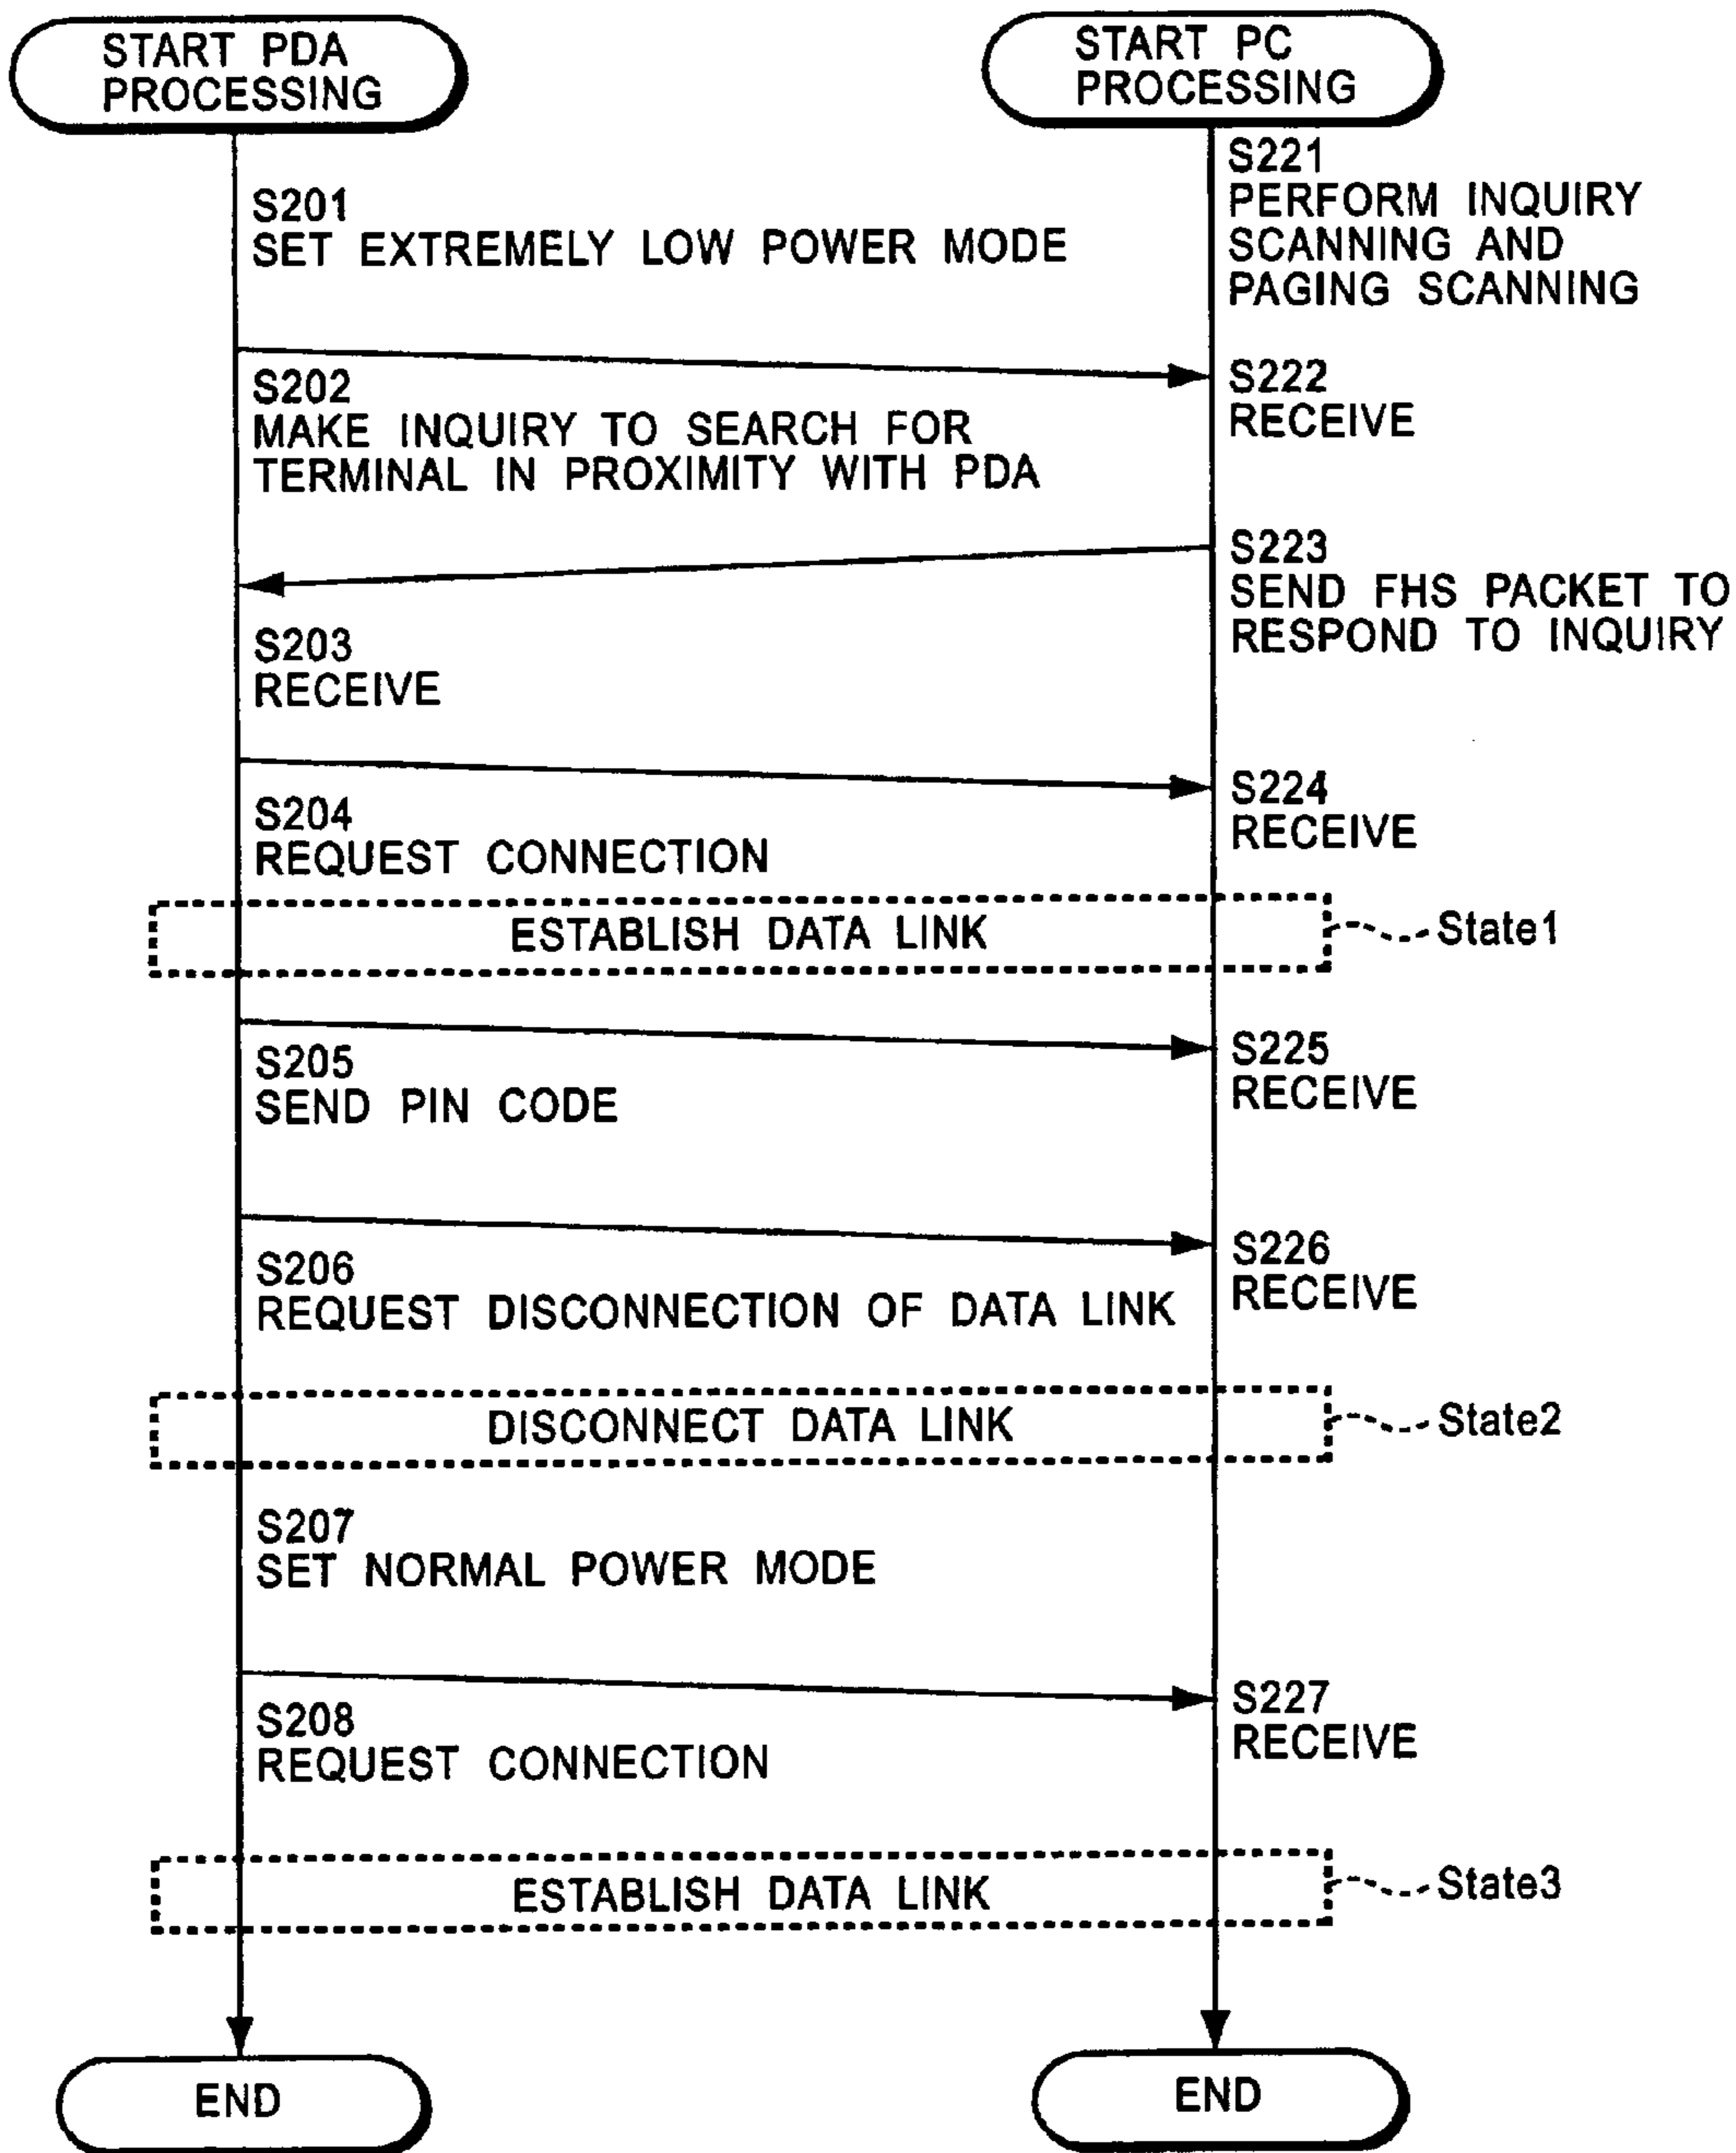 START PDA
PROCESSING
START PC
PROCESSING
S221
PERFORM INQUIRY
SCANNING AND
PAGING SCANNING
S201
SET EXTREMELY LOW POWER MODE
S202
MAKE INQUIRY TO SEARCH FOR
TERMINAL IN PROXIMITY WITH PDA
S222
RECEIVE
S223
SEND FHS PACKET TO
RESPOND TO INQUIRY
S203
RECEIVE
S204
REQUEST CONNECTION
S224
RECEIVE
ESTABLISH DATA LINK
State1
S205
SEND PIN CODE
S225
RECEIVE
S206
REQUEST DISCONNECTION OF DATA LINK
S226
RECEIVE
DISCONNECT DATA LINK
State2
S207
SET NORMAL POWER MODE
S208
REQUEST CONNECTION
S227
RECEIVE
ESTABLISH DATA LINK
State3
END
END